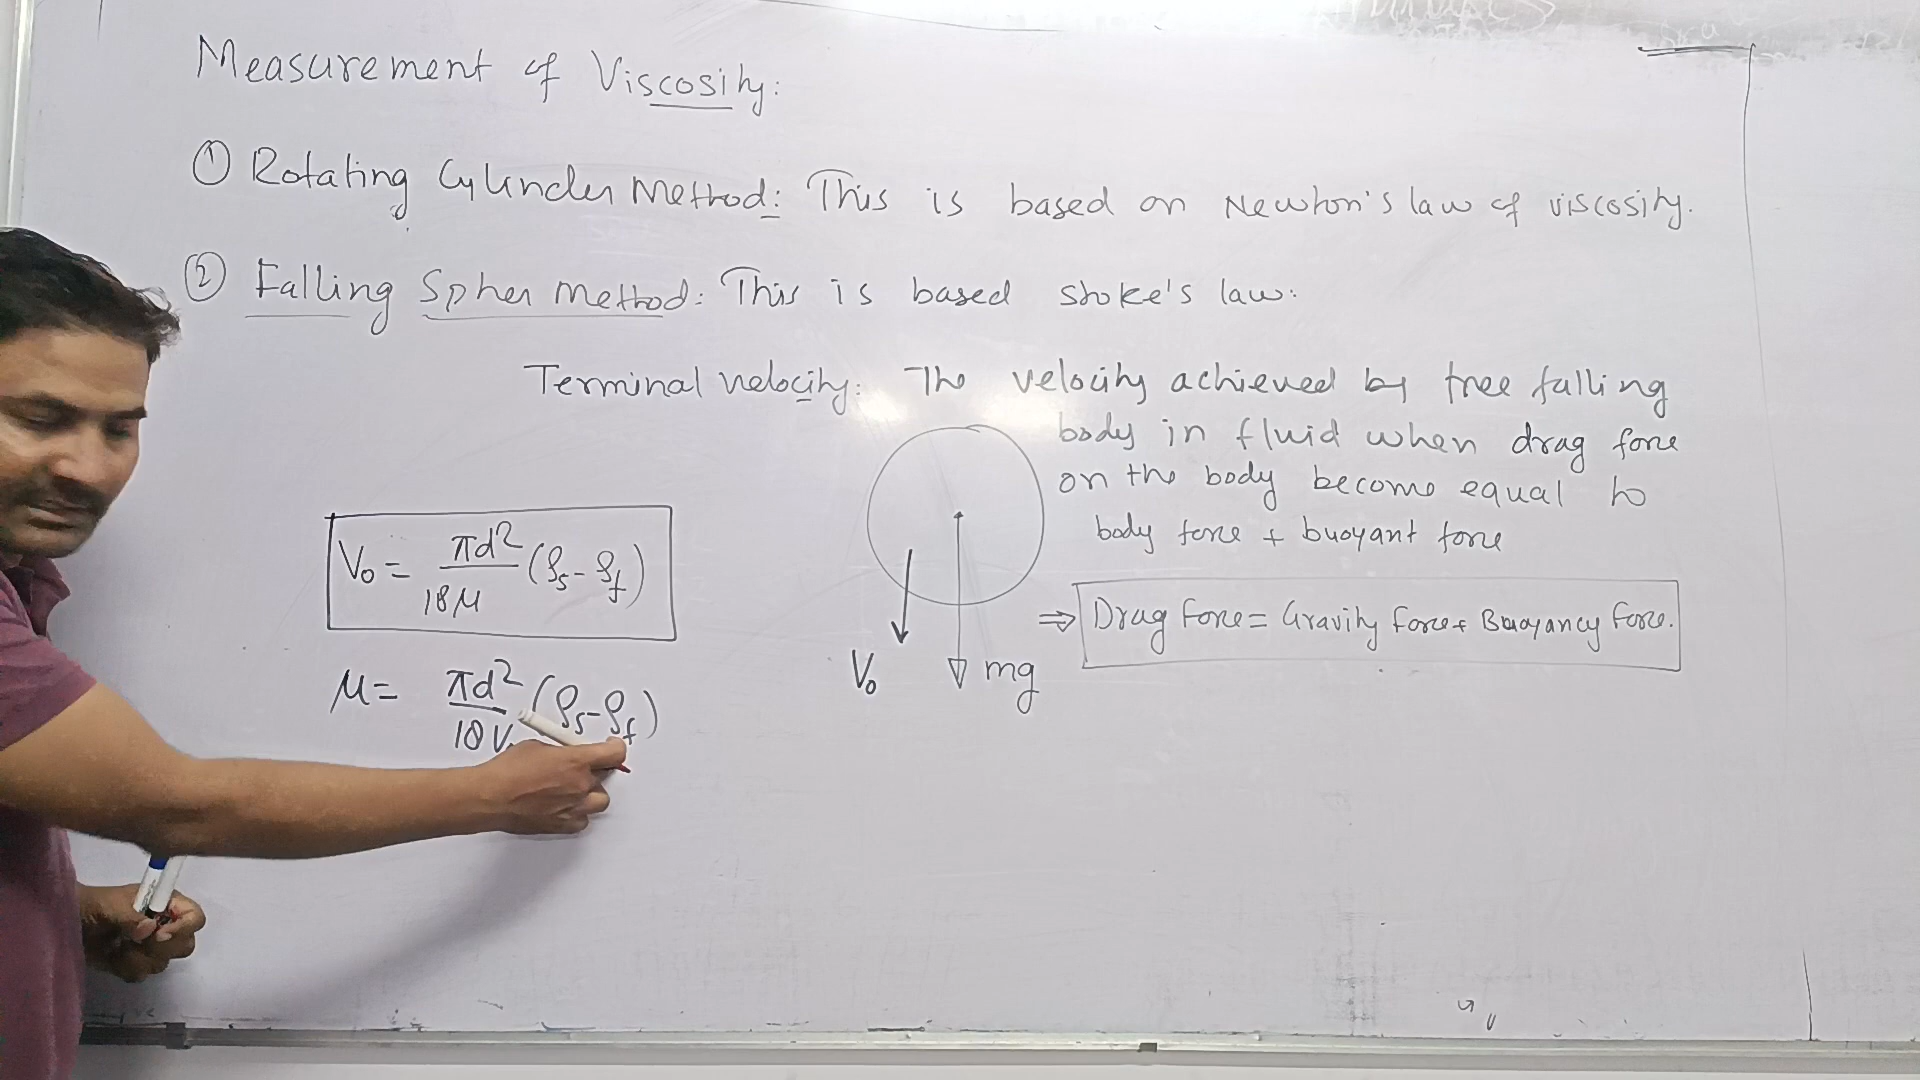 Measurement of Viscosity:
① Rotating Cylinder Method: This is based on Newton's law of viscosity.
② Falling Spher Method: This is based stoke's law:
Terminal velocity: The velocity achieved by free falling
body in fluid when drag force
on the body become equal to
body force + buoyant force
V₀ = πd²/18μ (ρs - ρf)
⇒ Drag force = Gravity force + Buoyancy force.
V₀
mg
μ = πd²/18V (ρs - ρf)